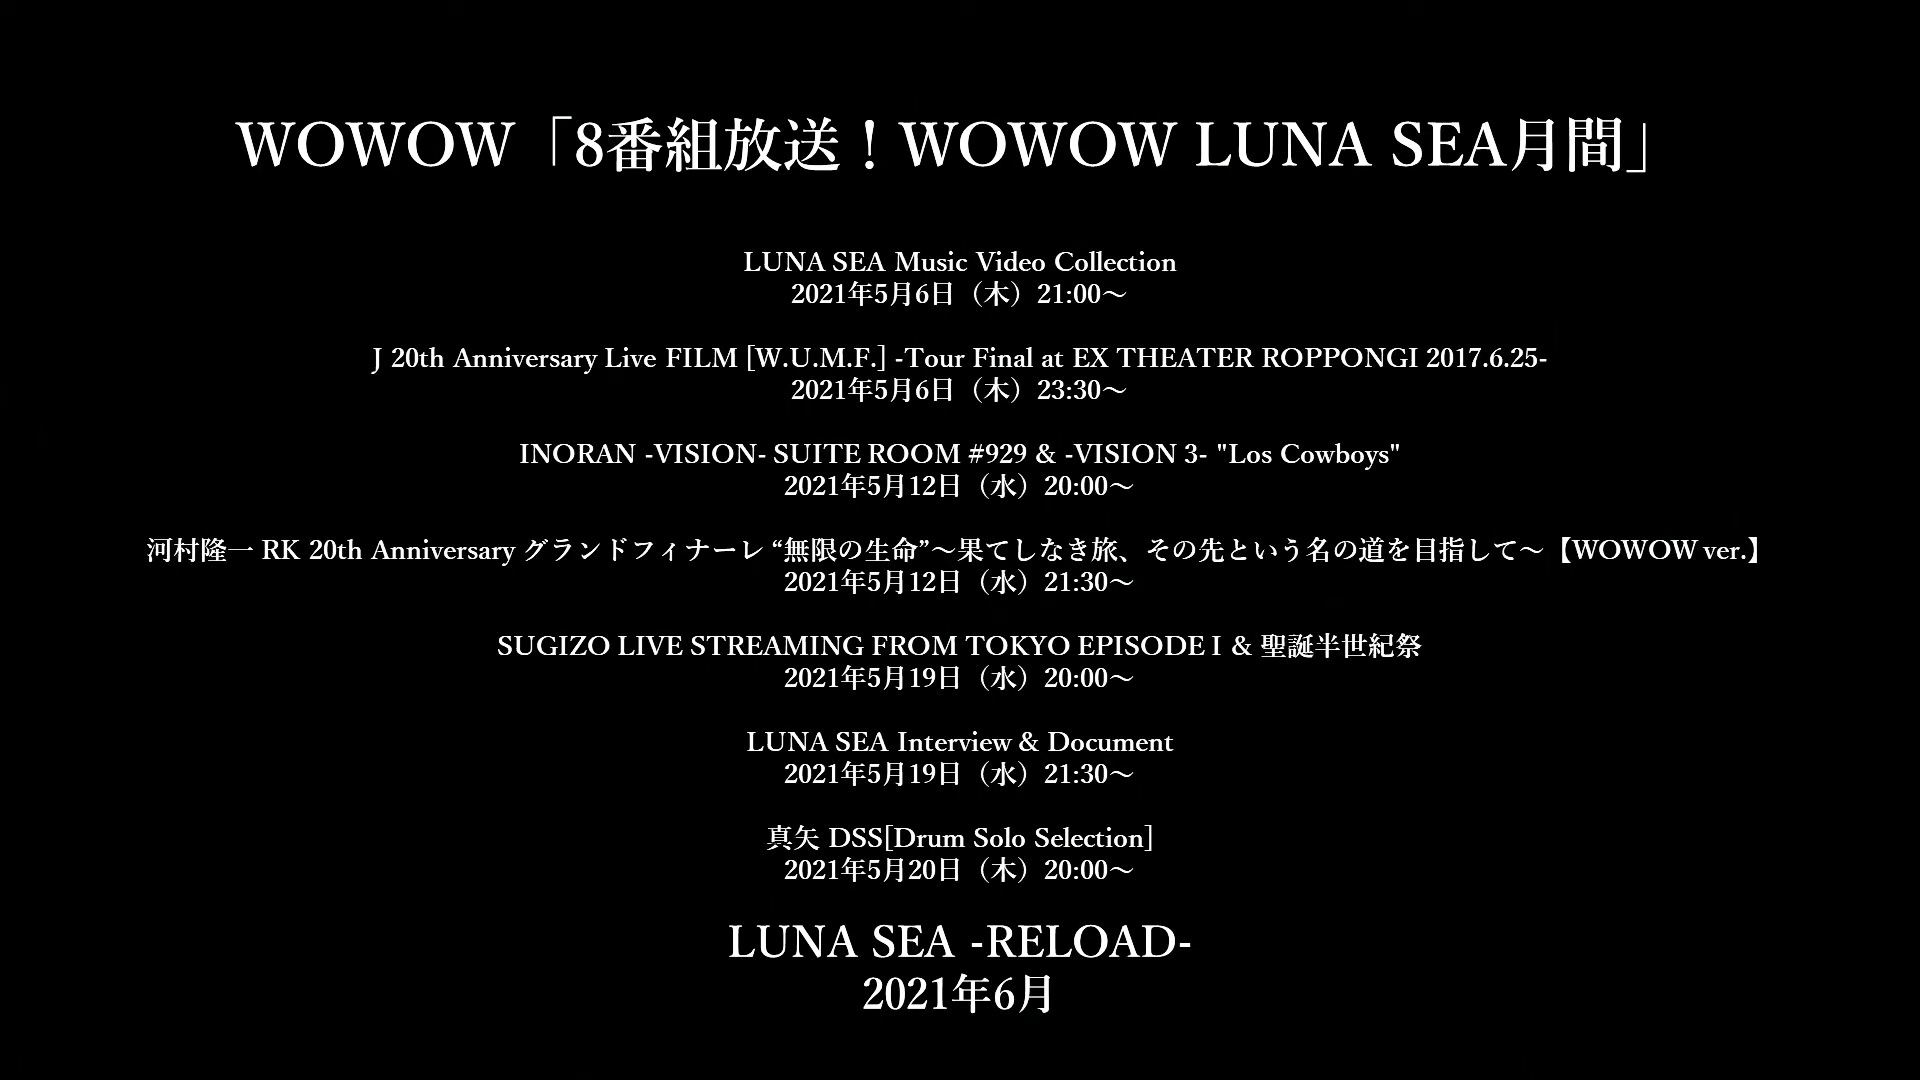 WOWOW「8番組放送！WOWOW LUNA SEA月間」
LUNA SEA Music Video Collection
2021年5月6日（木）21:00～
J 20th Anniversary Live FILM [W.U.M.F.] -Tour Final at EX THEATER ROPPONGI 2017.6.25-
2021年5月6日（木）23:30～
INORAN -VISION- SUITE ROOM #929 & -VISION 3- "Los Cowboys"
2021年5月12日（水）20:00～
河村隆一 RK 20th Anniversary グランドフィナーレ “無限の生命”～果てしなき旅、その先という名の道を目指して～【WOWOW ver.】
2021年5月12日（水）21:30～
SUGIZO LIVE STREAMING FROM TOKYO EPISODE I & 聖誕半世紀祭
2021年5月19日（水）20:00～
LUNA SEA Interview & Document
2021年5月19日（水）21:30～
真矢 DSS[Drum Solo Selection]
2021年5月20日（木）20:00～
LUNA SEA -RELOAD-
2021年6月